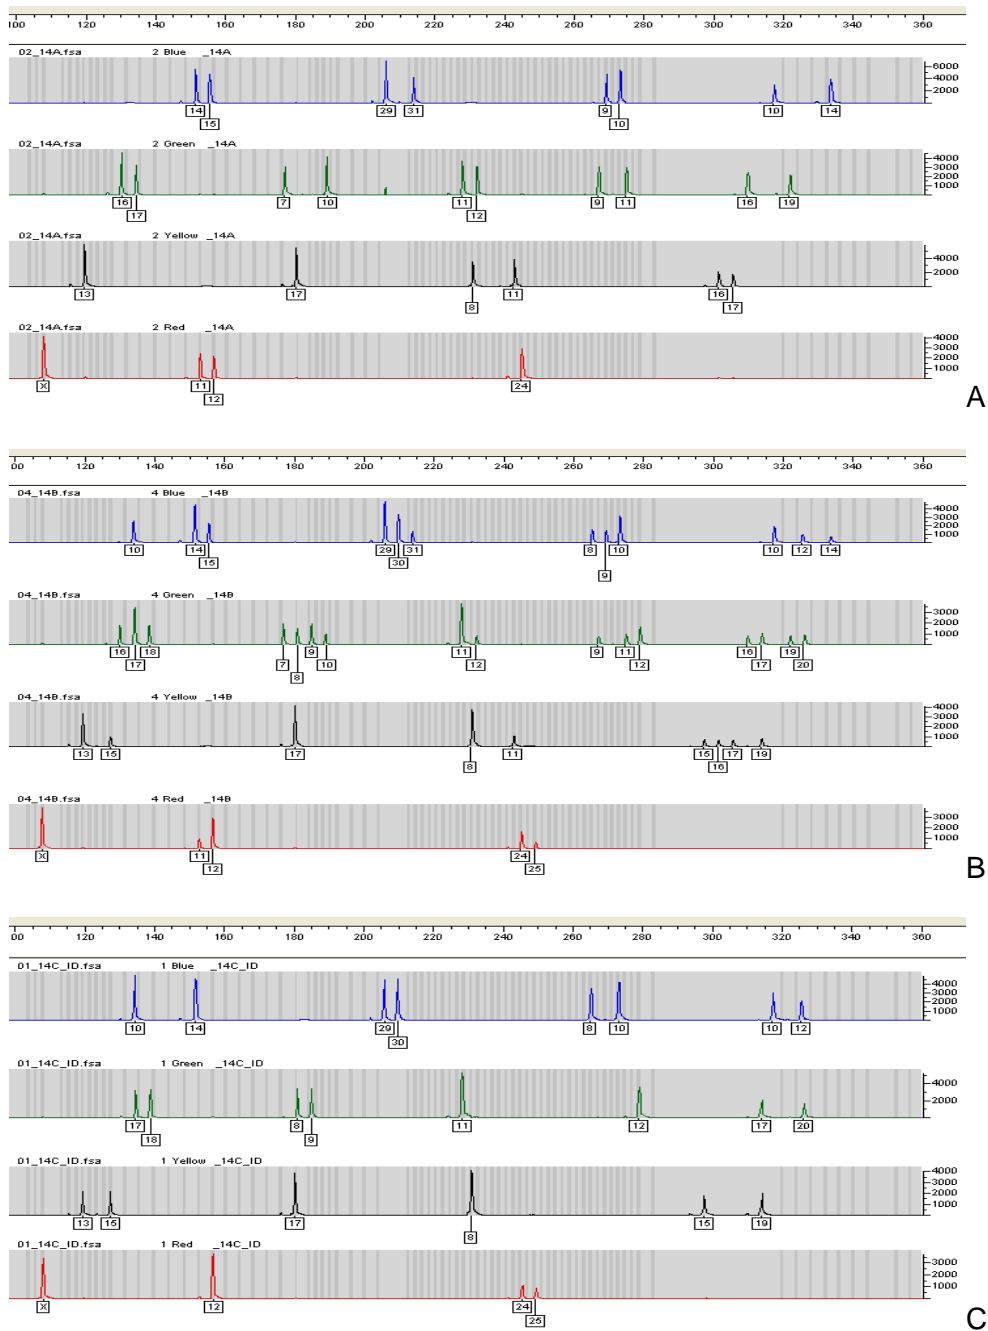 00 120 140 160 180 200 220 240 260 280 300 320 340 360
02_14A.fsa 2 Blue _14A
6000
4000
2000
14 29 31 9 10 14
15 10
02_14A.fsa 2 Green _14A
4000
3000
2000
1000
16 7 10 11 9 11 16 19
17 12
02_14A.fsa 2 Yellow _14A
4000
2000
13 17 11 16
8 17
02_14A.fsa 2 Red _14A
4000
3000
2000
1000
X 11 24
12
A
00 120 140 160 180 200 220 240 260 280 300 320 340 360
04_14B.fsa 4 Blue _14B
4000
3000
2000
1000
10 14 29 31 8 10 10 12 14
15 30
9
04_14B.fsa 4 Green _14B
3000
2000
1000
16 18 7 9 11 9 11 16 19
17 10 12 12 17 20
8
04_14B.fsa 4 Yellow _14B
4000
3000
2000
1000
13 15 17 11 15 17 19
8 16
04_14B.fsa 4 Red _14B
3000
2000
1000
X 11 24
12 25
B
00 120 140 160 180 200 220 240 260 280 300 320 340 360
01_14C_ID.fsa 1 Blue _14C_ID
4000
3000
2000
1000
10 14 29 8 10 10 12
30
01_14C_ID.fsa 1 Green _14C_ID
4000
2000
17 8 11 12 17 20
18 9
01_14C_ID.fsa 1 Yellow _14C_ID
4000
3000
2000
1000
13 15 17 15 19
8
01_14C_ID.fsa 1 Red _14C_ID
3000
2000
1000
X 12 24
25
C